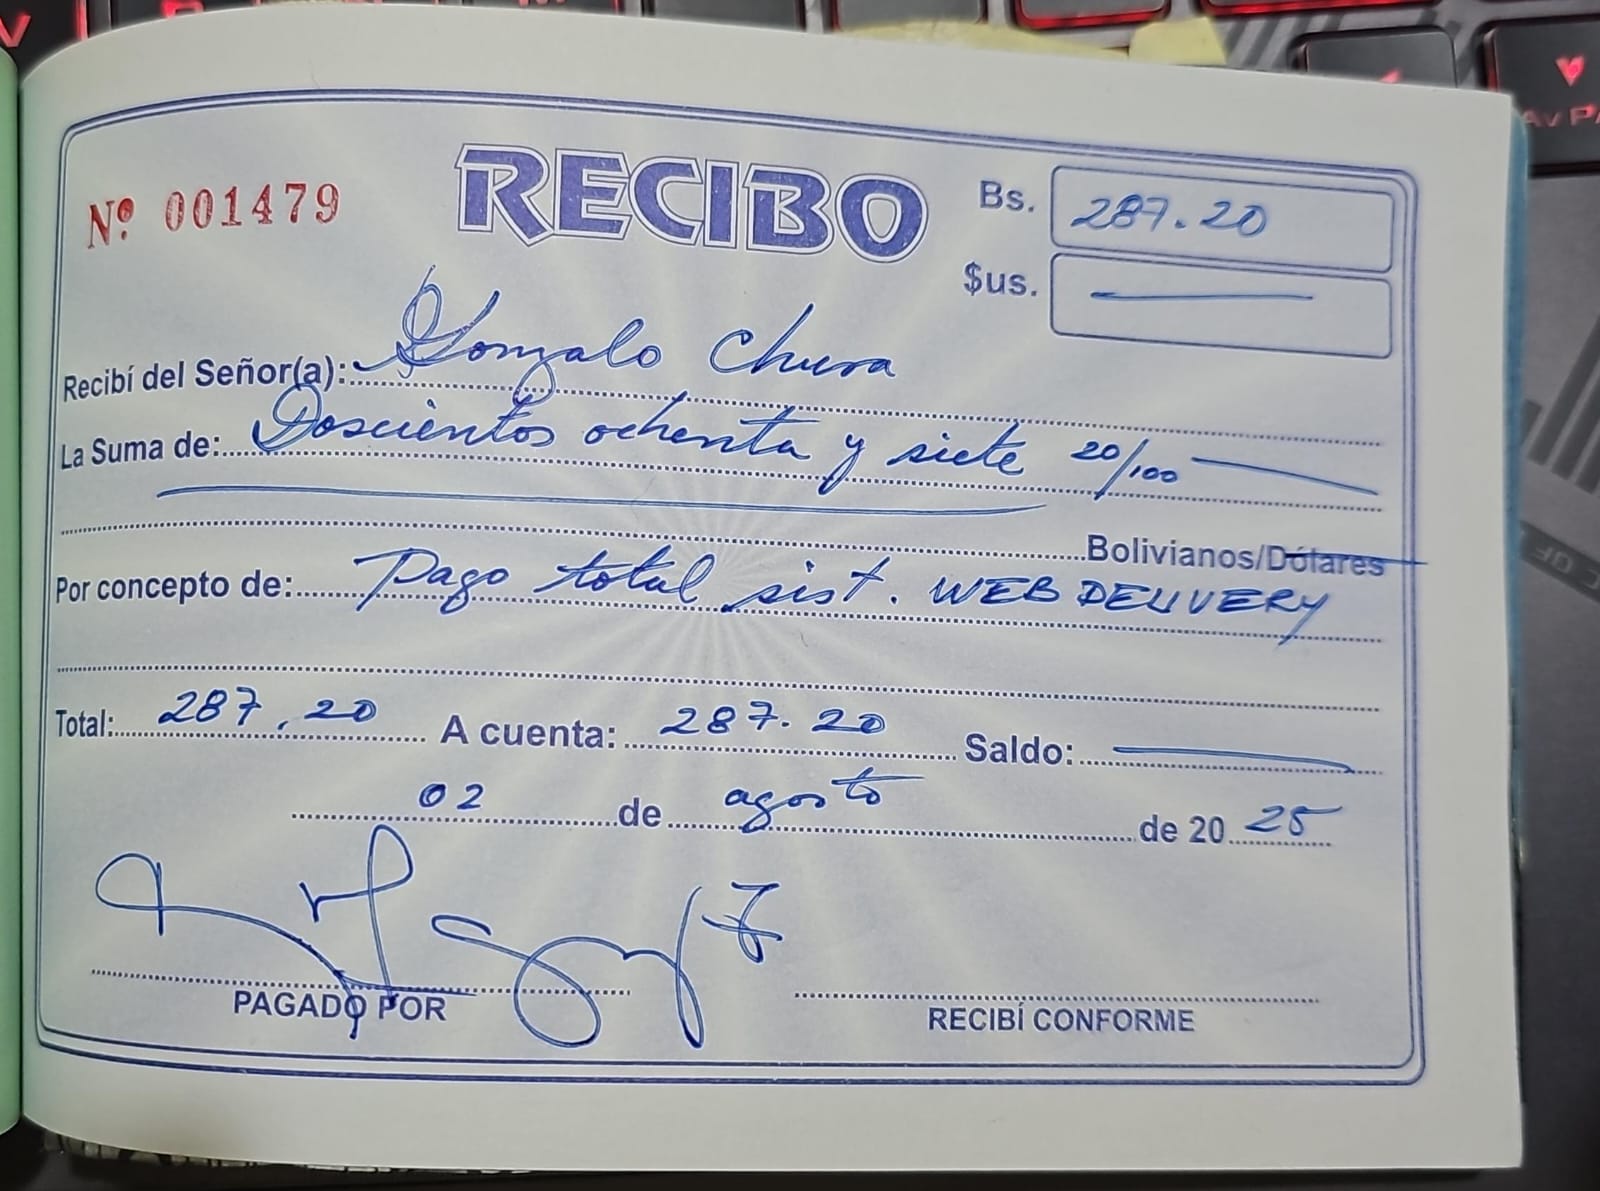 Nº 001479
RECIBO
Bs. 287.20
$us.
Recibí del Señor(a): Gonzalo Chura
La Suma de: Doscientos ochenta y siete 20/100
Bolivianos/Dólares
Por concepto de: Pago total sist. WEB DELIVERY
Total: 287.20 A cuenta: 287.20 Saldo:
02 de agosto de 20 25
PAGADO POR
RECIBÍ CONFORME